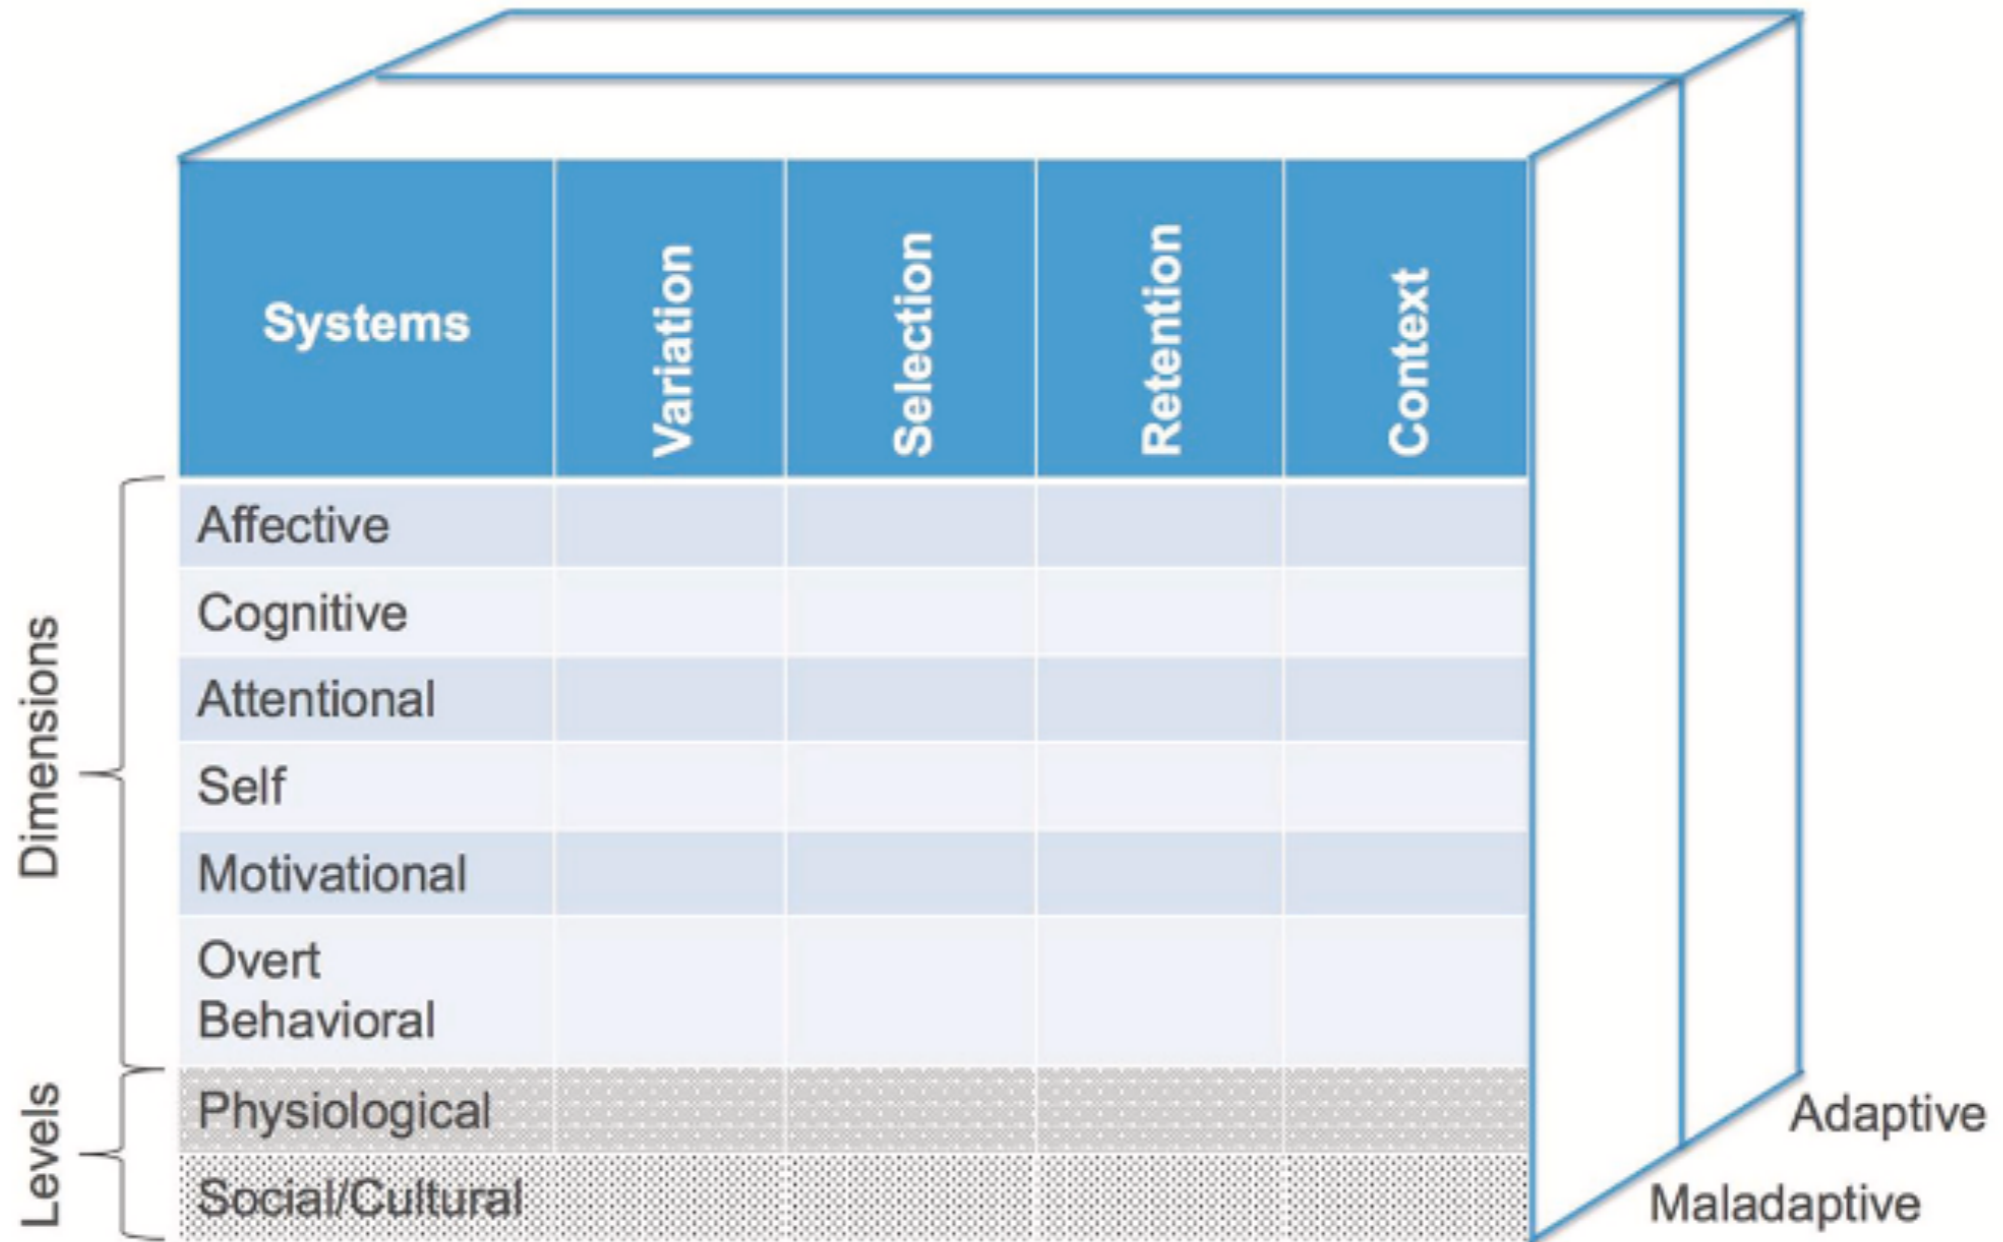 Systems
Variation
Selection
Retention
Context
Dimensions
Affective
Cognitive
Attentional
Self
Motivational
Overt
Behavioral
Levels
Physiological
Social/Cultural
Adaptive
Maladaptive